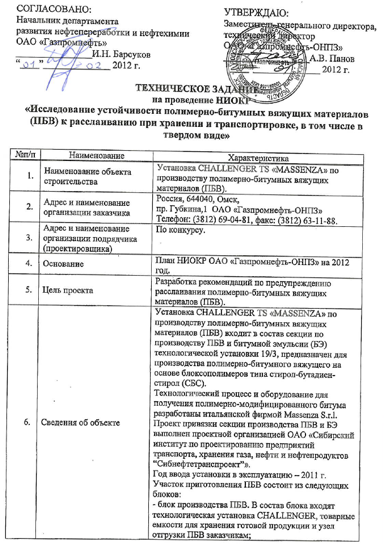 СОГЛАСОВАНО:
Начальник департамента
развития нефтепереработки и нефтехимии
ОАО «Газпромнефть»
И.Н. Барсуков
2012 г.
УТВЕРЖДАЮ:
Заместитель генерального директора,
технический директор
ОАО «Газпромнефть-ОНПЗ»
А.В. Панов
2012 г.
ТЕХНИЧЕСКОЕ ЗАДАНИЕ
на проведение НИОКР
«Исследование устойчивости полимерно-битумных вяжущих материалов
(ПБВ) к расслаиванию при хранении и транспортировке, в том числе в
твердом виде»
№п/п Наименование Характеристика
1. Наименование объекта строительства
Установка CHALLENGER TS «MASSENZA» по
производству полимерно-битумных вяжущих
материалов (ПБВ).
2. Адрес и наименование организации заказчика
Россия, 644040, Омск,
пр. Губкина,1 ОАО «Газпромнефть-ОНПЗ»
Телефон: (3812) 69-04-81, факс: (3812) 63-11-88.
3. Адрес и наименование организации подрядчика (проектировщика)
По конкурсу.
4. Основание
План НИОКР ОАО «Газпромнефть-ОНПЗ» на 2012
год.
5. Цель проекта
Разработка рекомендаций по предупреждению
расслаивания полимерно-битумных вяжущих
материалов (ПБВ).
6. Сведения об объекте
Установка CHALLENGER TS «MASSENZA» по
производству полимерно-битумных вяжущих
материалов (ПБВ) входит в состав секции по
производству ПБВ и битумной эмульсии (БЭ)
технологической установки 19/3, предназначен для
производства полимерно-битумного вяжущего на
основе блоксополимеров типа стирол-бутадиен-
стирол (СБС).
Технологический процесс и оборудование для
получения полимерно-модифицированного битума
разработаны итальянской фирмой Massenza S.r.l.
Проект привязки секции производства ПБВ и БЭ
выполнен проектной организацией ОАО «Сибирский
институт по проектированию предприятий
транспорта, хранения газа, нефти и нефтепродуктов
"Сибнефтетранспроект"».
Год ввода установки в эксплуатацию – 2011 г.
Участок приготовления ПБВ состоит из следующих
блоков:
- блок производства ПБВ. В состав блока входят
технологическая установка CHALLENGER, товарные
емкости для хранения готовой продукции и узел
отгрузки ПБВ заказчикам;